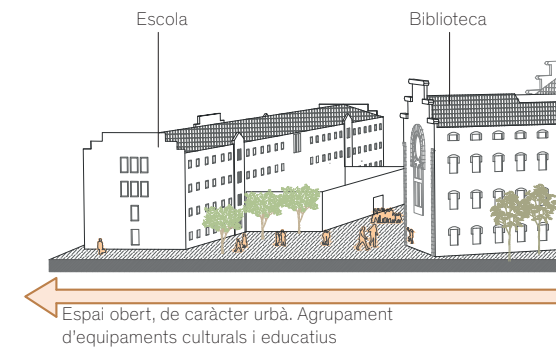 Escola
Biblioteca
Espai obert, de caràcter urbà. Agrupament
d'equipaments culturals i educatius